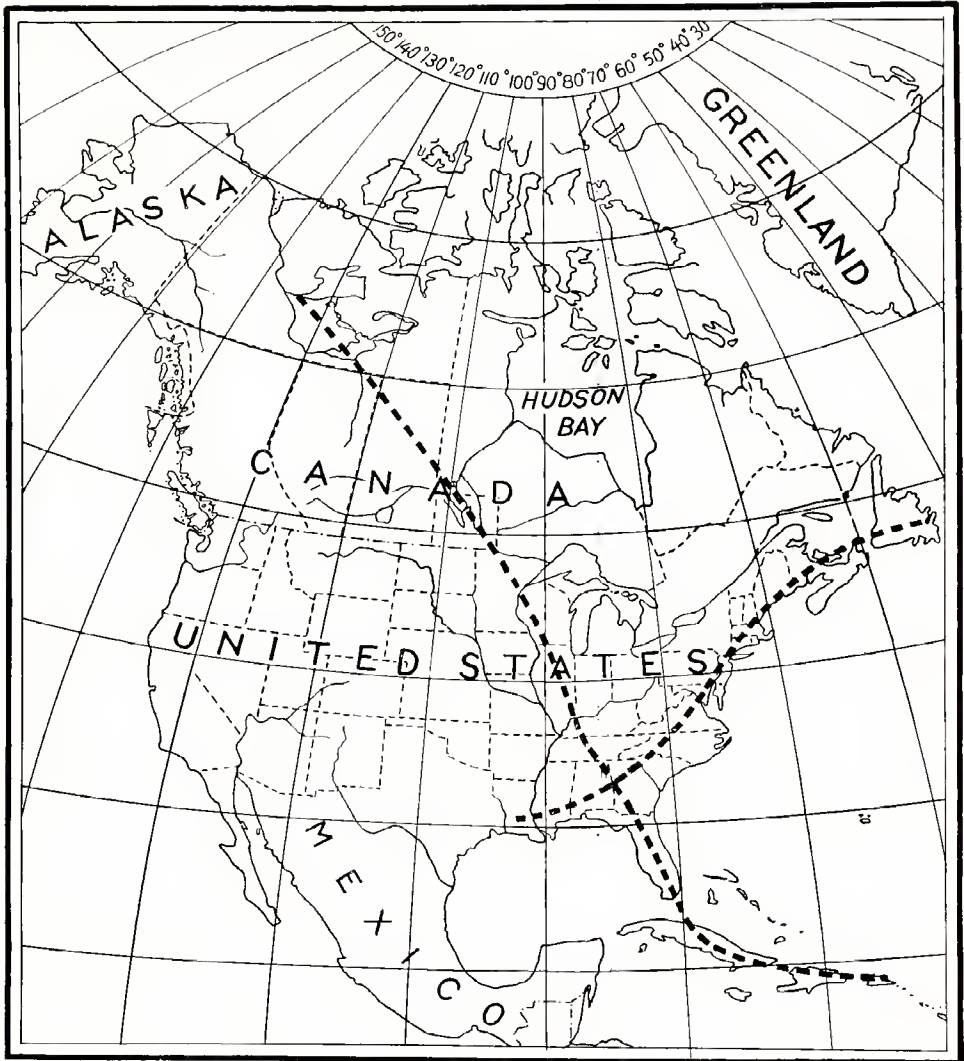 150° 140° 130° 120° 110° 100° 90° 80° 70° 60° 50° 40° 30°
GREENLAND
ALASKA
HUDSON
BAY
CANADA
UNITED STATES
MEXICO